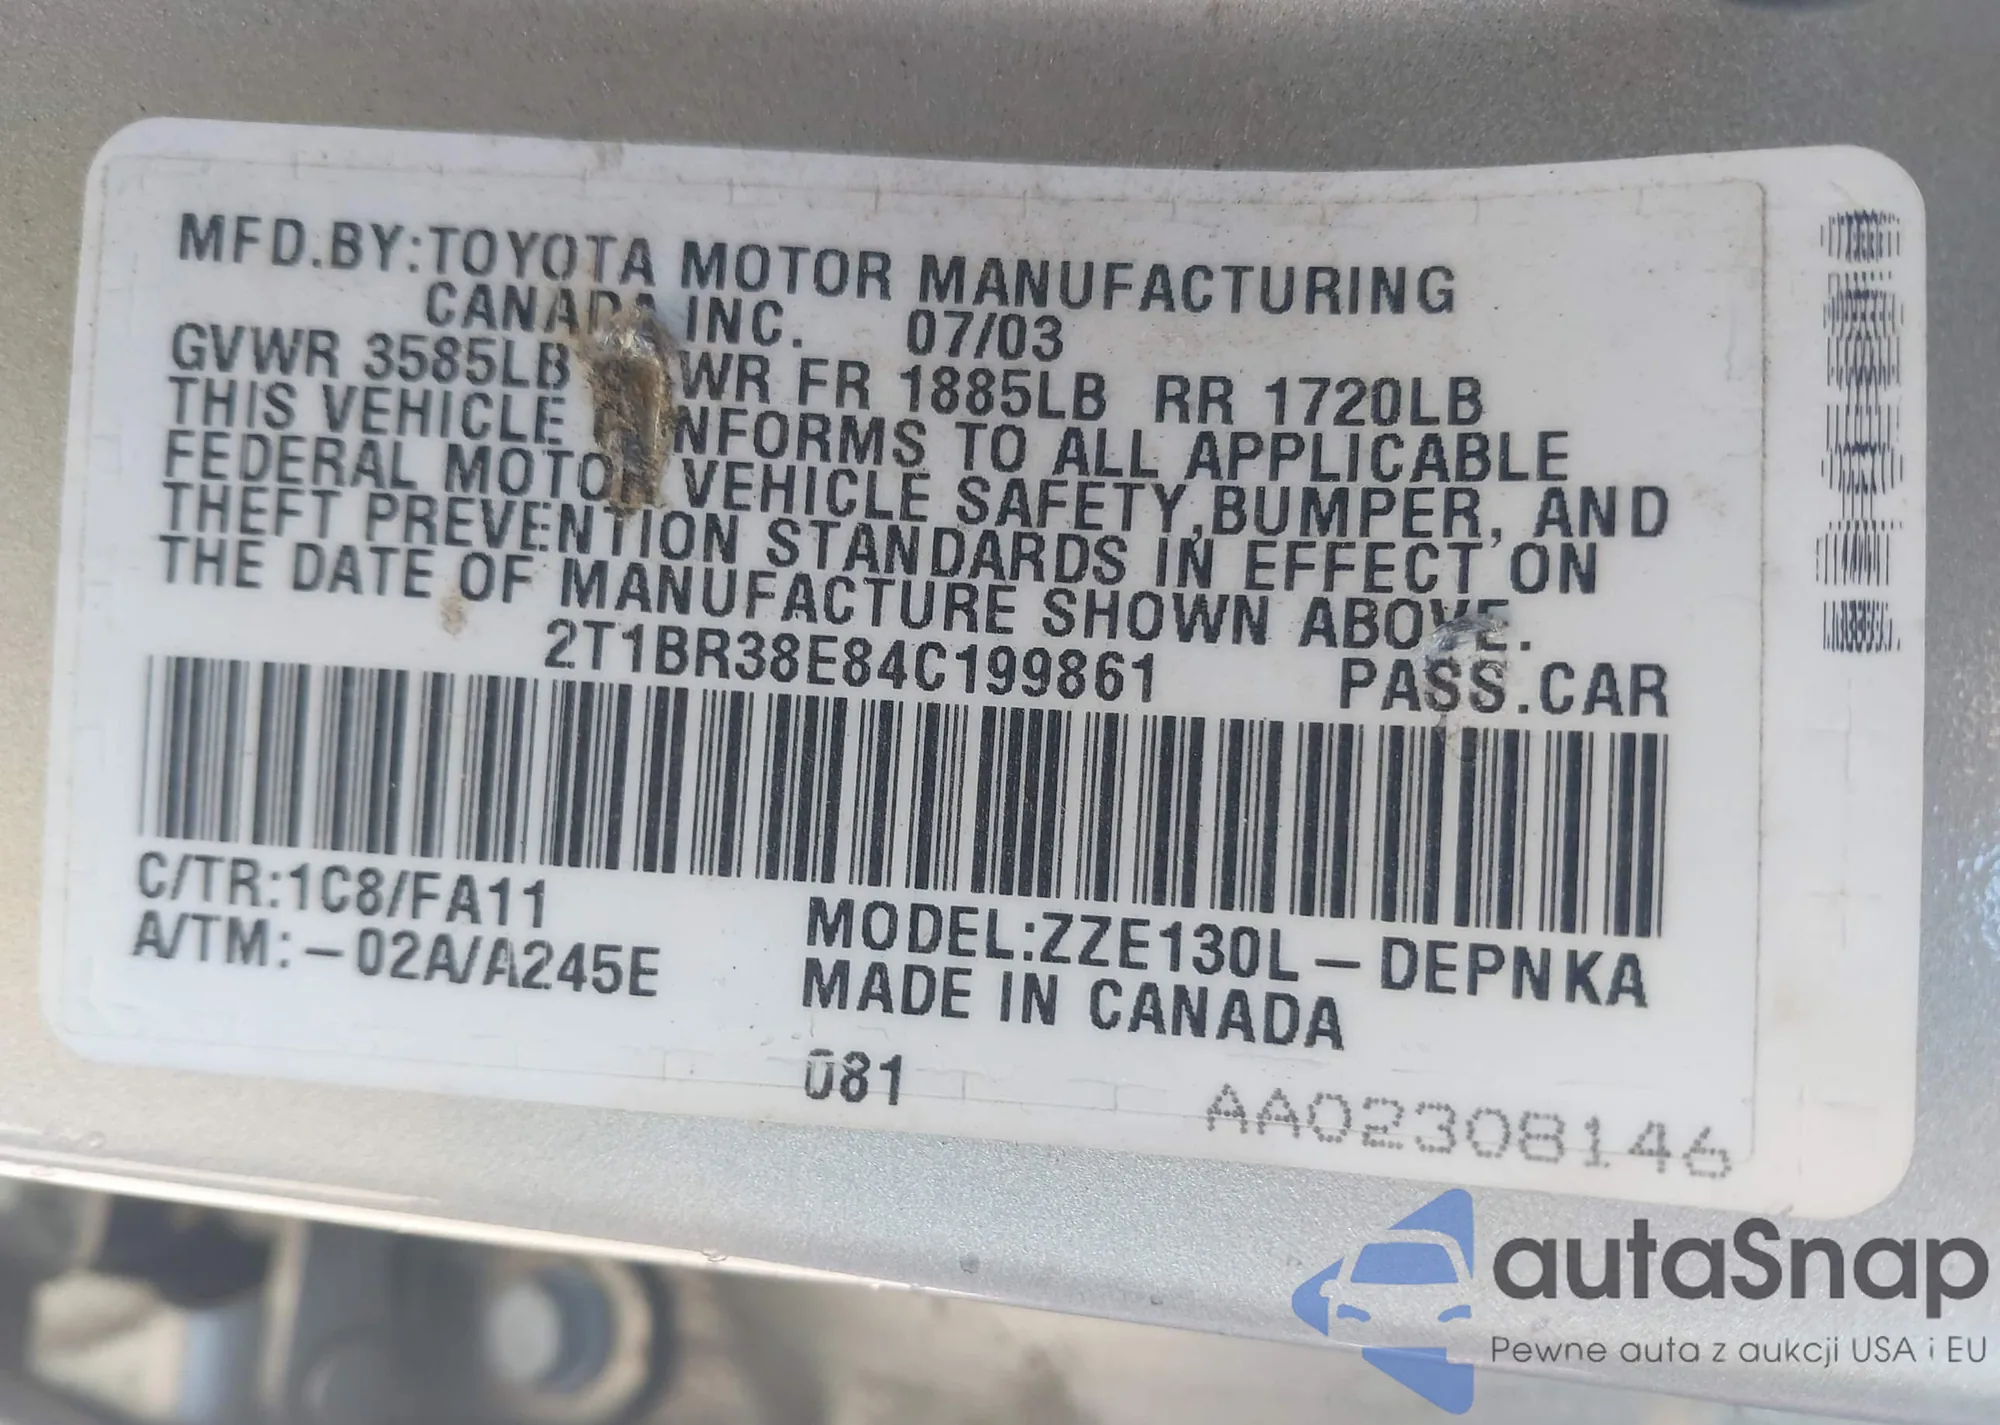 MFD.BY:TOYOTA MOTOR MANUFACTURING
CANADA INC. 07/03
GVWR 3585LB WR FR 1885LB RR 1720LB
THIS VEHICLE NFORMS TO ALL APPLICABLE
FEDERAL MOTOR VEHICLE SAFETY,BUMPER, AND
THEFT PREVENTION STANDARDS IN EFFECT ON
THE DATE OF MANUFACTURE SHOWN ABOVE.
2T1BR38E84C199861 PASS.CAR
C/TR:1C8/FA11
A/TM:-02A/A245E
MODEL:ZZE130L-DEPNKA
MADE IN CANADA
081
AA02308146
autaSnap
Pewne auta z aukcji USA i EU